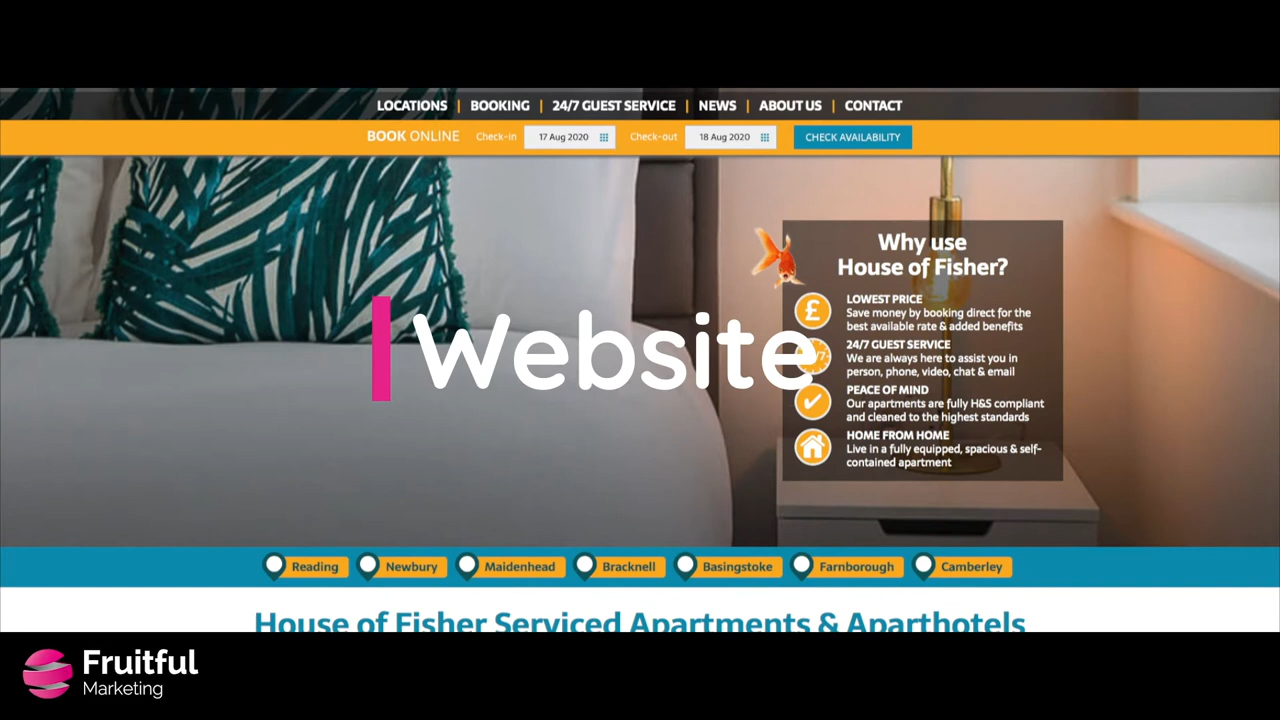 LOCATIONS | BOOKING | 24/7 GUEST SERVICE | NEWS | ABOUT US | CONTACT
BOOK ONLINE Check-in 17 Aug 2020 Check-out 18 Aug 2020 CHECK AVAILABILITY
Why use
House of Fisher?
£
LOWEST PRICE
Save money by booking direct for the
best available rate & added benefits
24/7 GUEST SERVICE
We are always here to assist you in
person, phone, video, chat & email
PEACE OF MIND
Our apartments are fully H&S compliant
and cleaned to the highest standards
HOME FROM HOME
Live in a fully equipped, spacious & self-
contained apartment
Website
Reading Newbury Maidenhead Bracknell Basingstoke Farnborough Camberley
House of Fisher Serviced Apartments & Aparthotels
Fruitful
Marketing